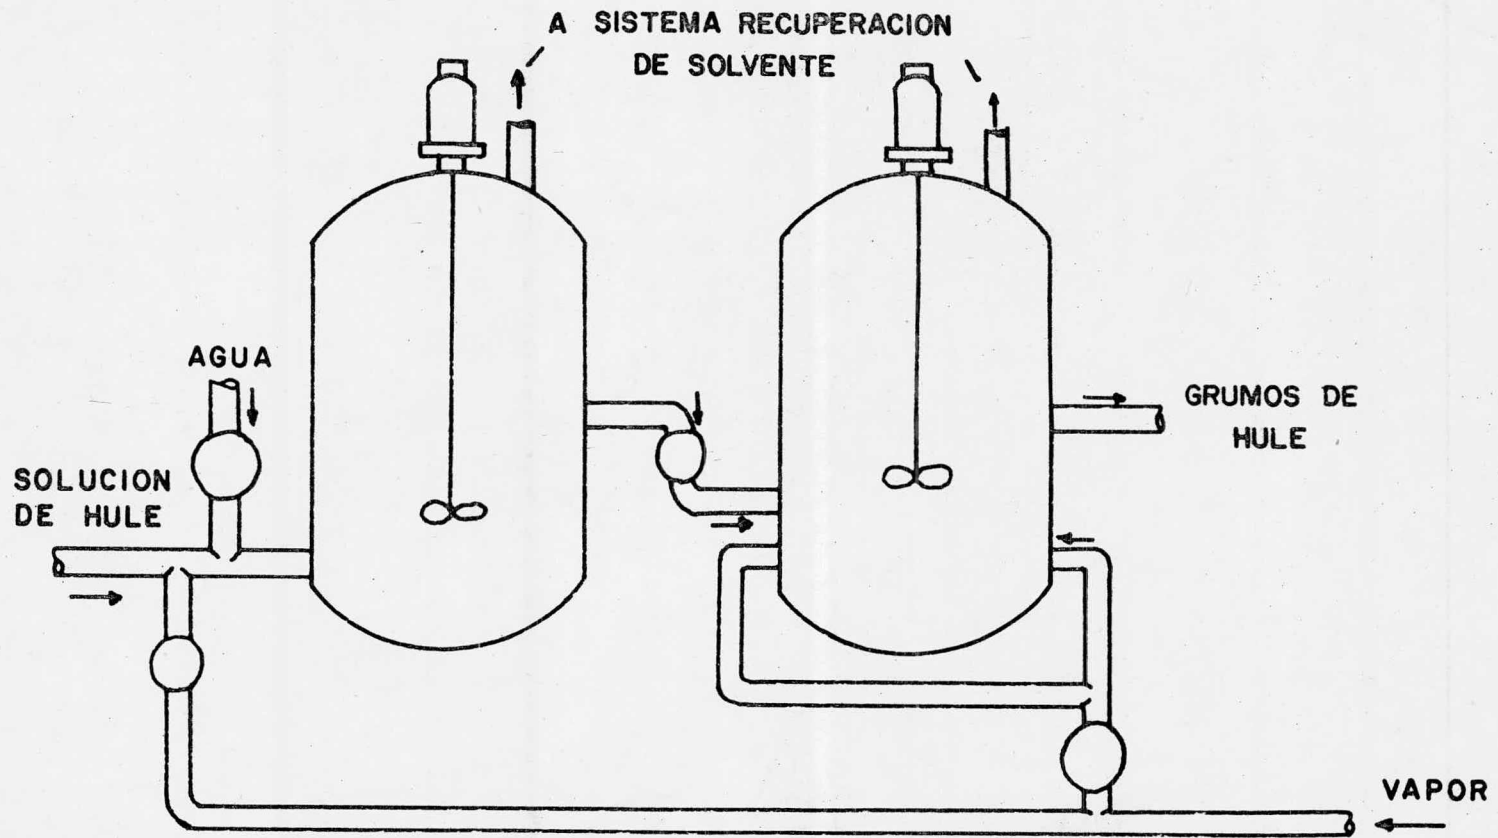 A SISTEMA RECUPERACION
DE SOLVENTE
AGUA
SOLUCION
DE HULE
GRUMOS DE
HULE
VAPOR